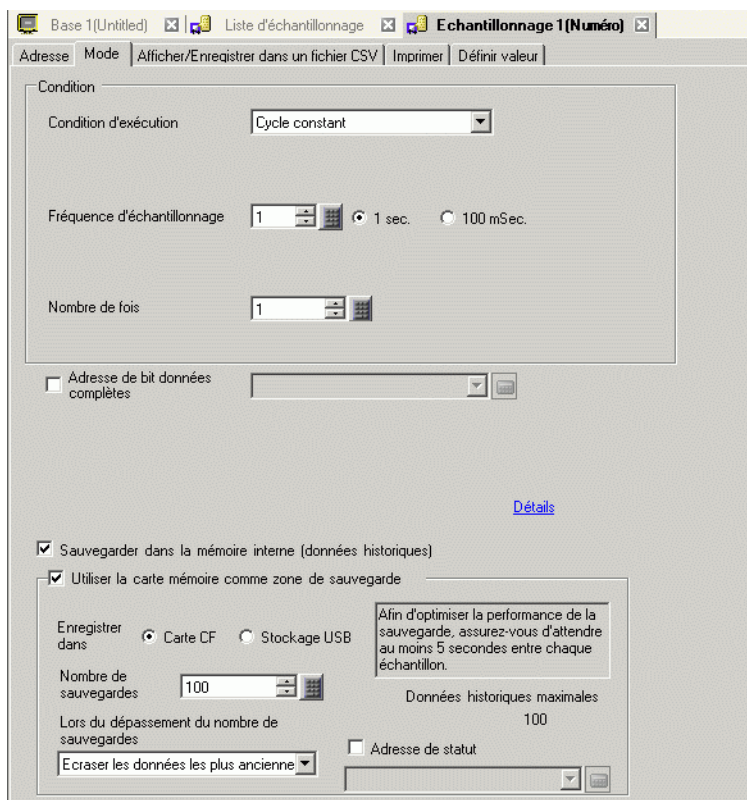 Base 1(Untitled) Liste d'échantillonnage Echantillonnage 1(Numéro)
Adresse Mode Afficher/Enregistrer dans un fichier CSV Imprimer Définir valeur
Condition
Condition d'exécution Cycle constant
Fréquence d'échantillonnage 1 1 sec. 100 mSec.
Nombre de fois 1
Adresse de bit données
complètes
Détails
Sauvegarder dans la mémoire interne (données historiques)
Utiliser la carte mémoire comme zone de sauvegarde
Enregistrer
dans
Carte CF Stockage USB
Afin d'optimiser la performance de la
sauvegarde, assurez-vous d'attendre
au moins 5 secondes entre chaque
échantillon.
Nombre de
sauvegardes
100
Données historiques maximales
100
Lors du dépassement du nombre de
sauvegardes
Ecraser les données les plus ancienne
Adresse de statut